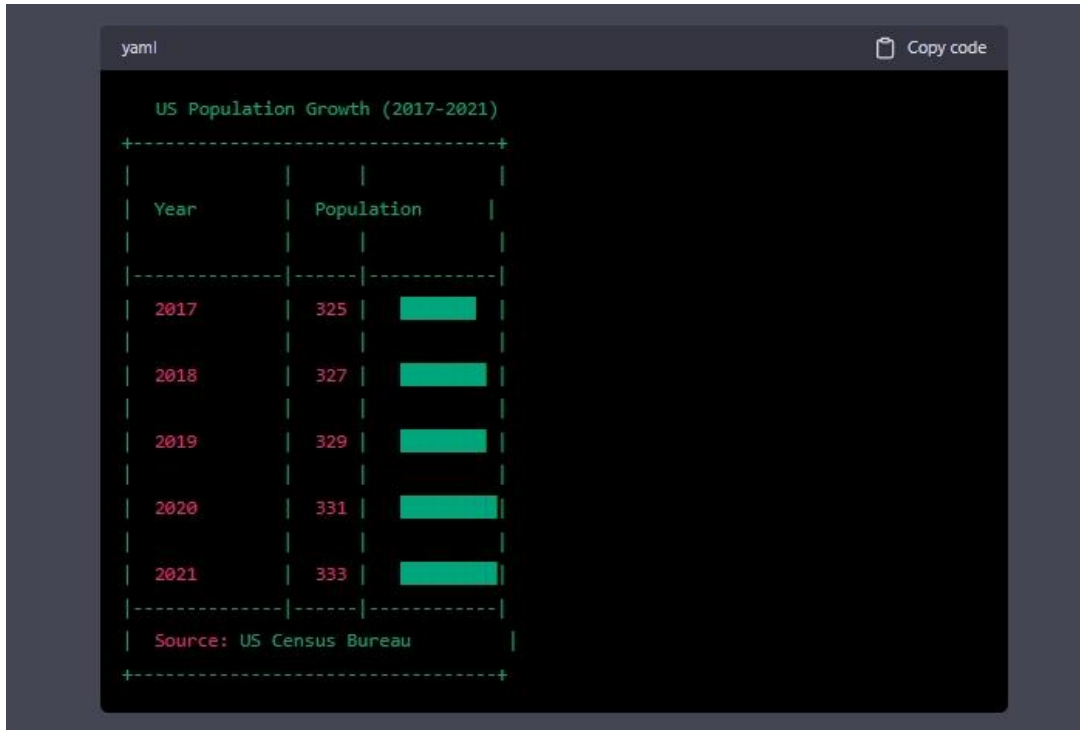 yaml
Copy code
US Population Growth (2017-2021)
+----------------------------------+
|              |      |            |
|  Year        |  Population      |
|              |      |            |
|--------------|------|------------|
|  2017        |  325 |   ███████  |
|              |      |            |
|  2018        |  327 |   ████████ |
|              |      |            |
|  2019        |  329 |   ████████ |
|              |      |            |
|  2020        |  331 |   █████████|
|              |      |            |
|  2021        |  333 |   █████████|
|--------------|------|------------|
|  Source: US Census Bureau         |
+----------------------------------+